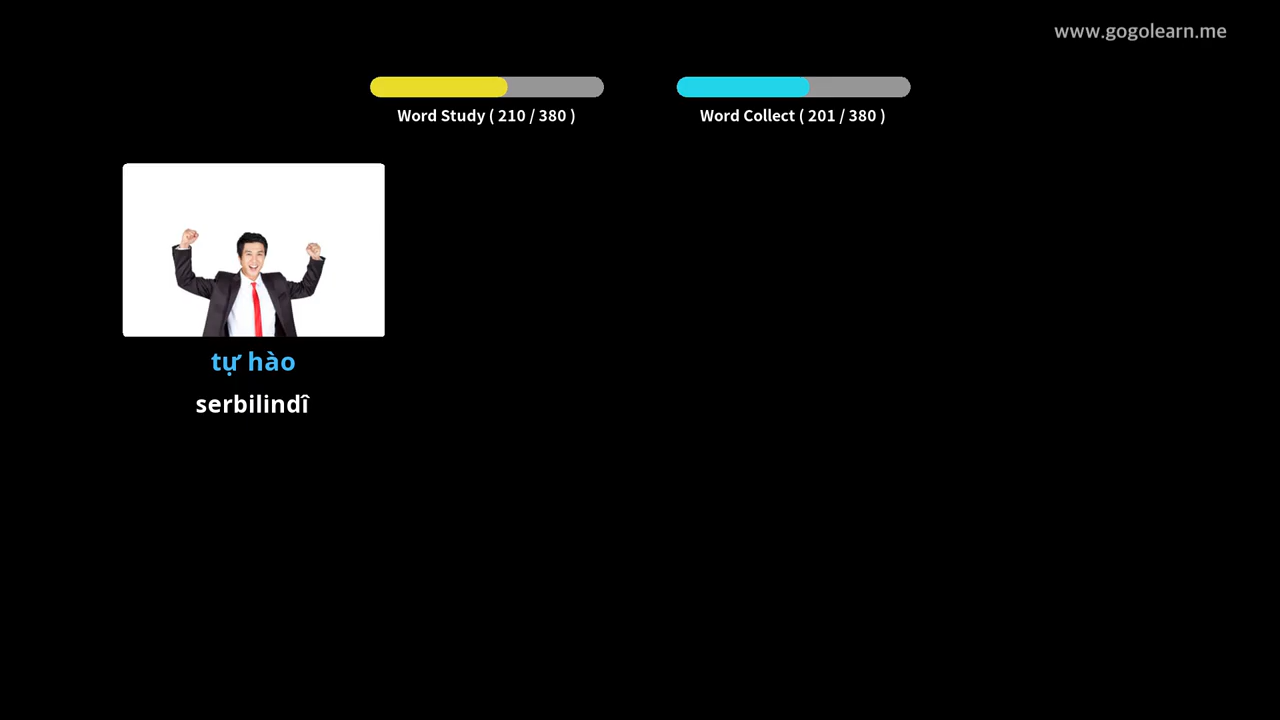 www.gogolearn.me
Word Study ( 210 / 380 )
Word Collect ( 201 / 380 )
tự hào
serbilindî